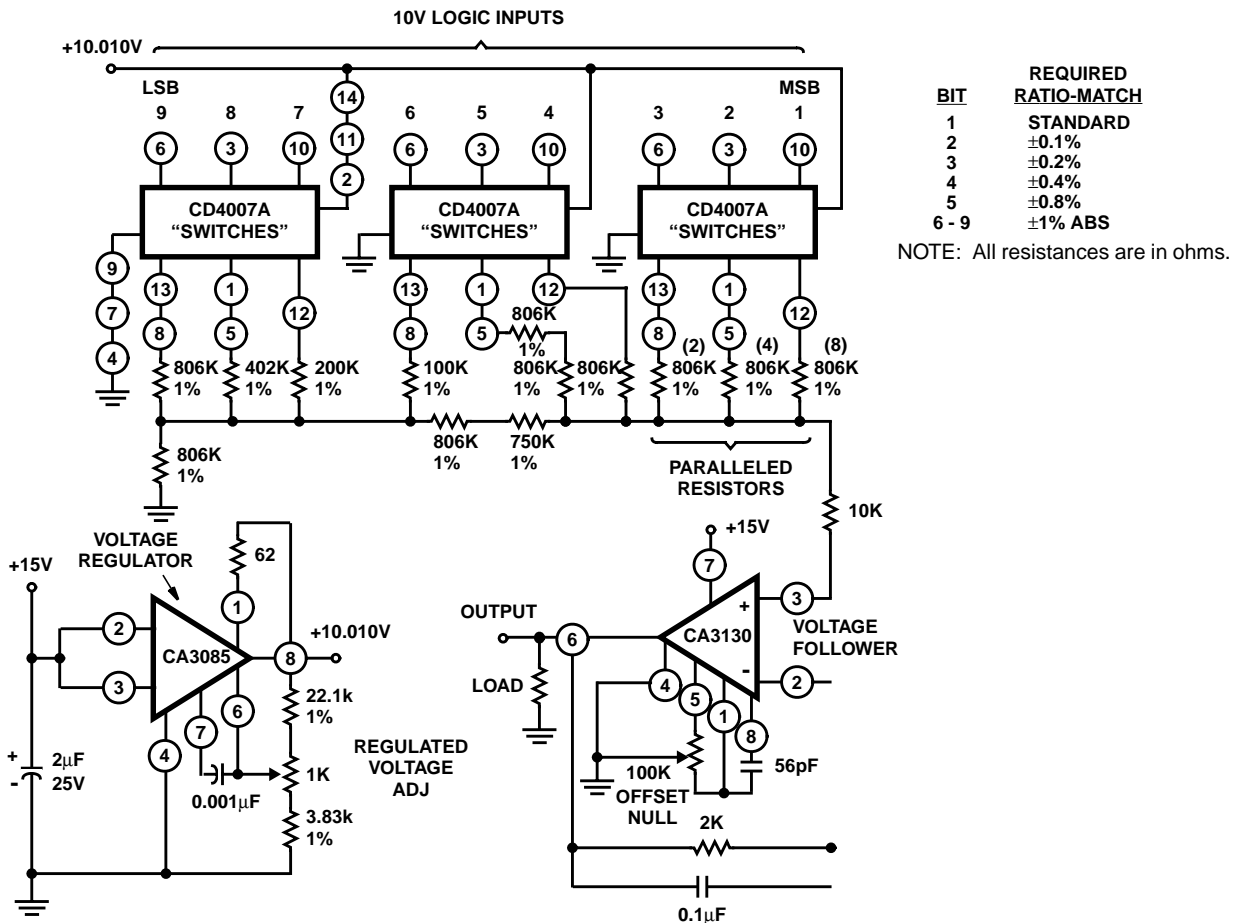 10V LOGIC INPUTS
+10.010V
LSB
MSB
9 8 7 6 5 4 3 2 1
14
11
2
6 3 10 6 3 10 6 3 10
CD4007A
“SWITCHES”
CD4007A
“SWITCHES”
CD4007A
“SWITCHES”
9
7
4
13 1 12 13 1 12 13 1 12
8 5 8 5 8 5
(2) (4) (8)
806K
1%
402K
1%
200K
1%
100K
1%
806K
1%
806K
1%
806K
1%
806K
1%
806K
1%
806K
1%
806K
1%
750K
1%
806K
1%
PARALLELED
RESISTORS
10K
REQUIRED
BIT RATIO-MATCH
1 STANDARD
2 ±0.1%
3 ±0.2%
4 ±0.4%
5 ±0.8%
6 - 9 ±1% ABS
NOTE: All resistances are in ohms.
VOLTAGE
REGULATOR
+15V
62
1
2
3
CA3085
8
+10.010V
6
7
4
22.1k
1%
1K
3.83k
1%
0.001μF
+
-
2μF
25V
REGULATED
VOLTAGE
ADJ
+15V
7
OUTPUT
6
CA3130
+
-
3
2
VOLTAGE
FOLLOWER
LOAD
4
5
1
8
100K
OFFSET
NULL
56pF
2K
0.1μF